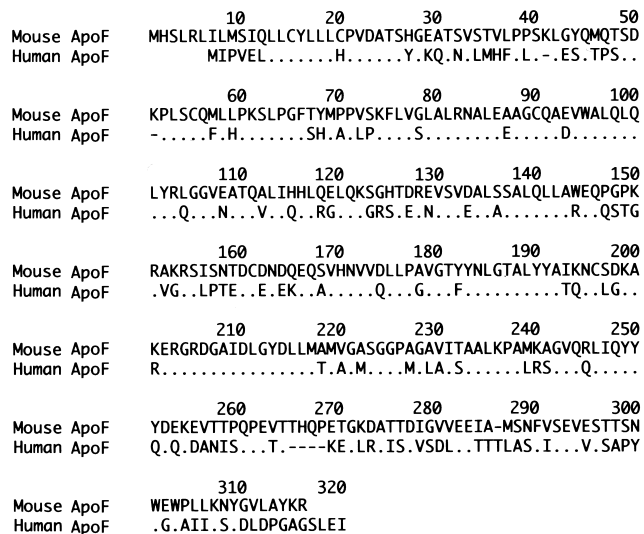 10 20 30 40 50
Mouse ApoF MHSLRLILMSIQLLCYLLLCPVDATSHGEATSVSTVLPPSKLGYQMQTSD
Human ApoF MIPVEL.......H......Y.KQ.N.LMHF.L.-.ES.TPS..
60 70 80 90 100
Mouse ApoF KPLSCQMLLPKSLPGFTYMPPVSKFLVGLALRNALEAAGCQAEVWALQLQ
Human ApoF -.....F.H.......SH.A.LP....S........E.....D.......
110 120 130 140 150
Mouse ApoF LYRLGGVEATQALIHHLQELQKSGHTDREVSVDALSSALQLLAWEQPGPK
Human ApoF ...Q...N...V..Q..RG...GRS.E.N...E..A.......R..QSTG
160 170 180 190 200
Mouse ApoF RAKRSISNTDCDNDQEQSVHNVVDLLPAVGTYYNLGTALYYAIKNCSDKA
Human ApoF .VG..LPTE..E.EK..A.....Q...G...F..........TQ..LG..
210 220 230 240 250
Mouse ApoF KERGRDGAIDLGYDLLMAMVGASGGPAGAVITAALKPAMKAGVQRLIQYY
Human ApoF R................T.A.M....M.LA.S......LRS...Q.....
260 270 280 290 300
Mouse ApoF YDEKEVTTPQPEVTTHQPETGKDATTDIGVVEEIA-MSNFVSEVESTTSN
Human ApoF Q.Q.DANIS...T.----KE.LR.IS.VSDL..TTTLAS.I...V.SAPY
310 320
Mouse ApoF WEWPLLKNYGVLAYKR
Human ApoF .G.AII.S.DLDPGAGSLEI